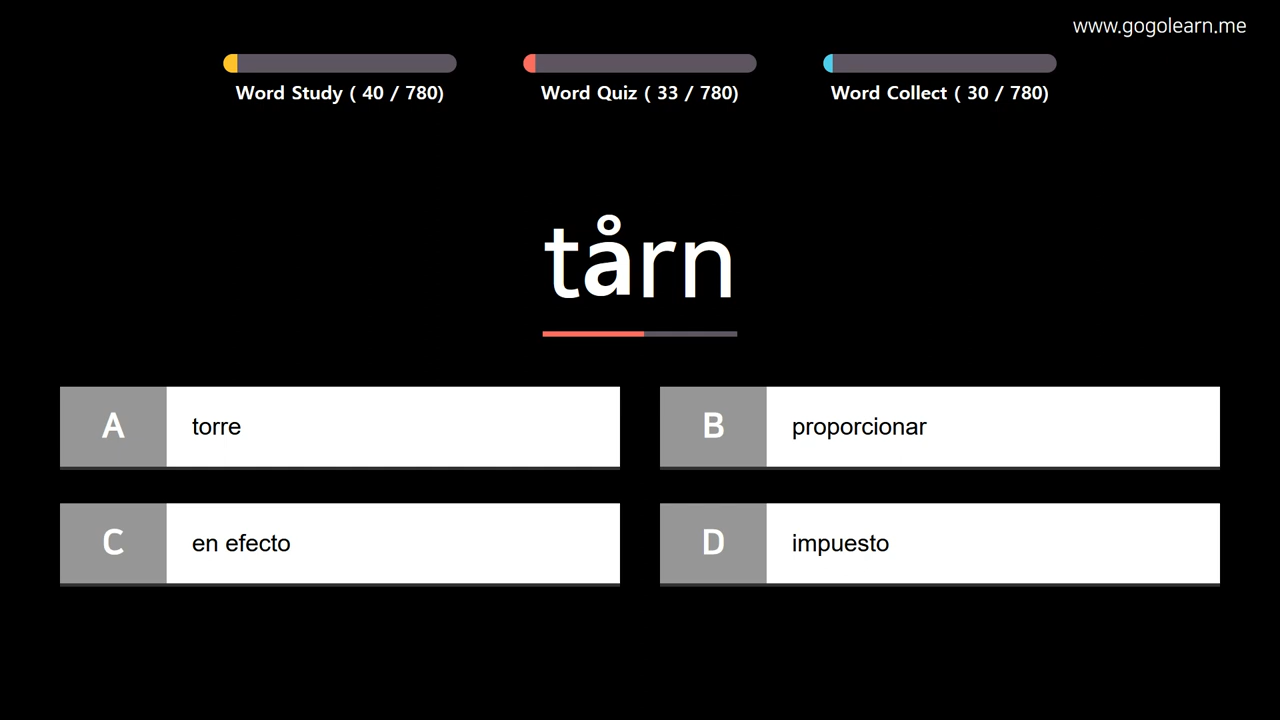 www.gogolearn.me
Word Study ( 40 / 780)
Word Quiz ( 33 / 780)
Word Collect ( 30 / 780)
tårn
A torre
B proporcionar
C en efecto
D impuesto